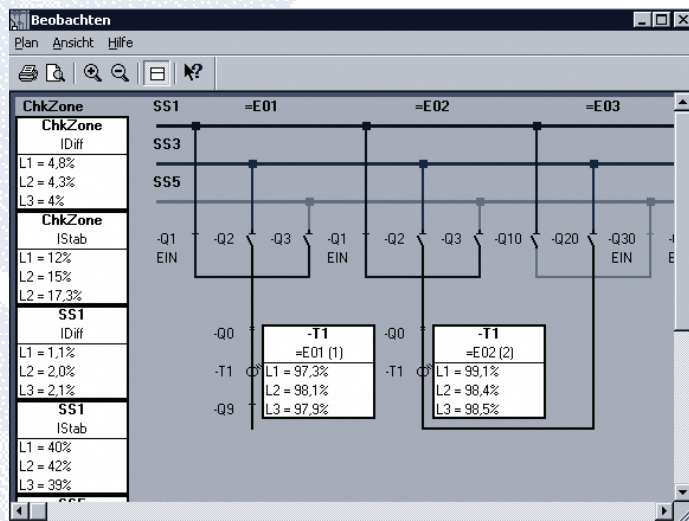 Beobachten
Plan Ansicht Hilfe
ChkZone SS1 =E01 =E02 =E03
ChkZone
IDiff
L1 = 4,8%
L2 = 4,3%
L3 = 4%
ChkZone
IStab
L1 = 12%
L2 = 15%
L2 = 17,3%
SS1
IDiff
L1 = 1,1%
L2 = 2,0%
L3 = 2,1%
SS1
IStab
L1 = 40%
L2 = 42%
L3 = 39%
SS3
SS5
-Q1 -Q2 -Q3 -Q1 -Q2 -Q3 -Q10 -Q20 -Q30
EIN EIN EIN
-Q0
-T1
-Q9
-T1
=E01 (1)
L1 = 97,3%
L2 = 98,1%
L3 = 97,9%
-Q0
-T1
-T1
=E02 (2)
L1 = 99,1%
L2 = 98,4%
L3 = 98,5%